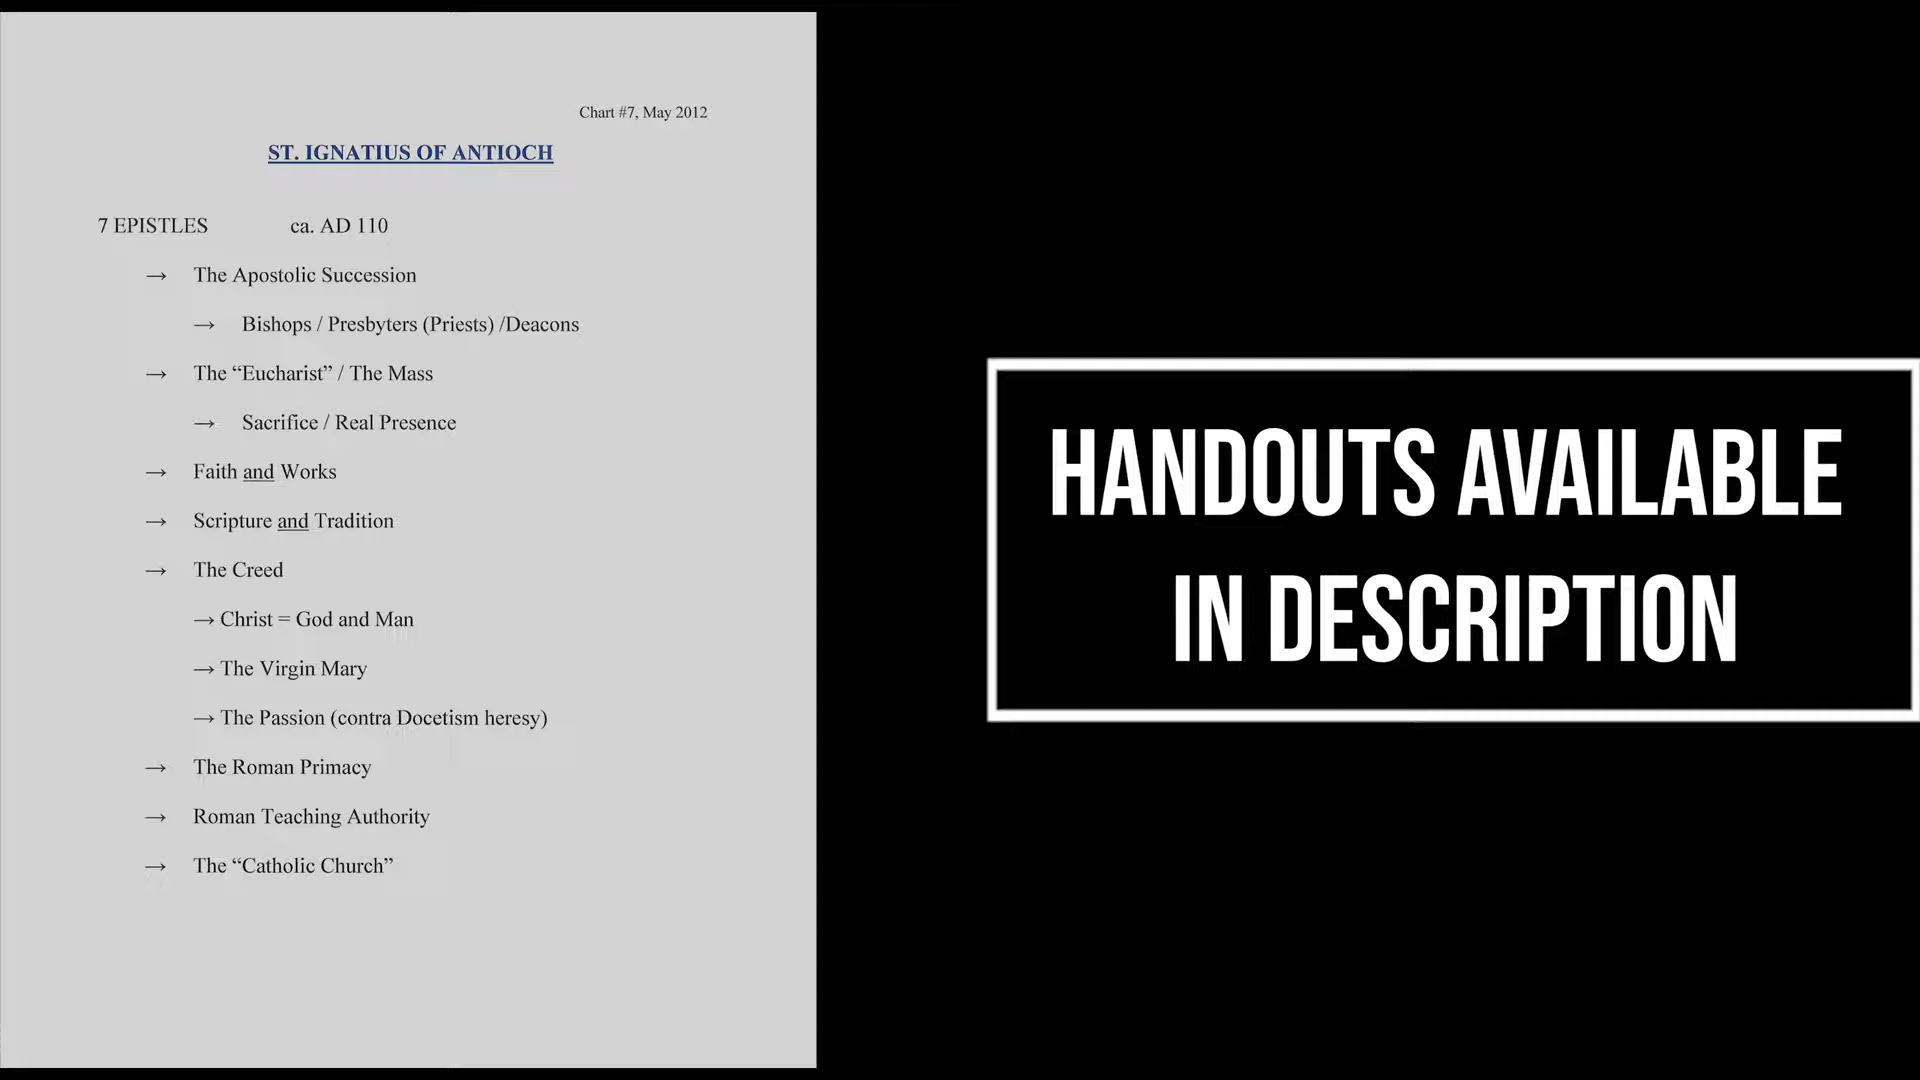 Chart #7, May 2012
ST. IGNATIUS OF ANTIOCH
7 EPISTLES ca. AD 110
→ The Apostolic Succession
→ Bishops / Presbyters (Priests) /Deacons
→ The “Eucharist” / The Mass
→ Sacrifice / Real Presence
→ Faith and Works
→ Scripture and Tradition
→ The Creed
→ Christ = God and Man
→ The Virgin Mary
→ The Passion (contra Docetism heresy)
→ The Roman Primacy
→ Roman Teaching Authority
→ The “Catholic Church”
HANDOUTS AVAILABLE
IN DESCRIPTION